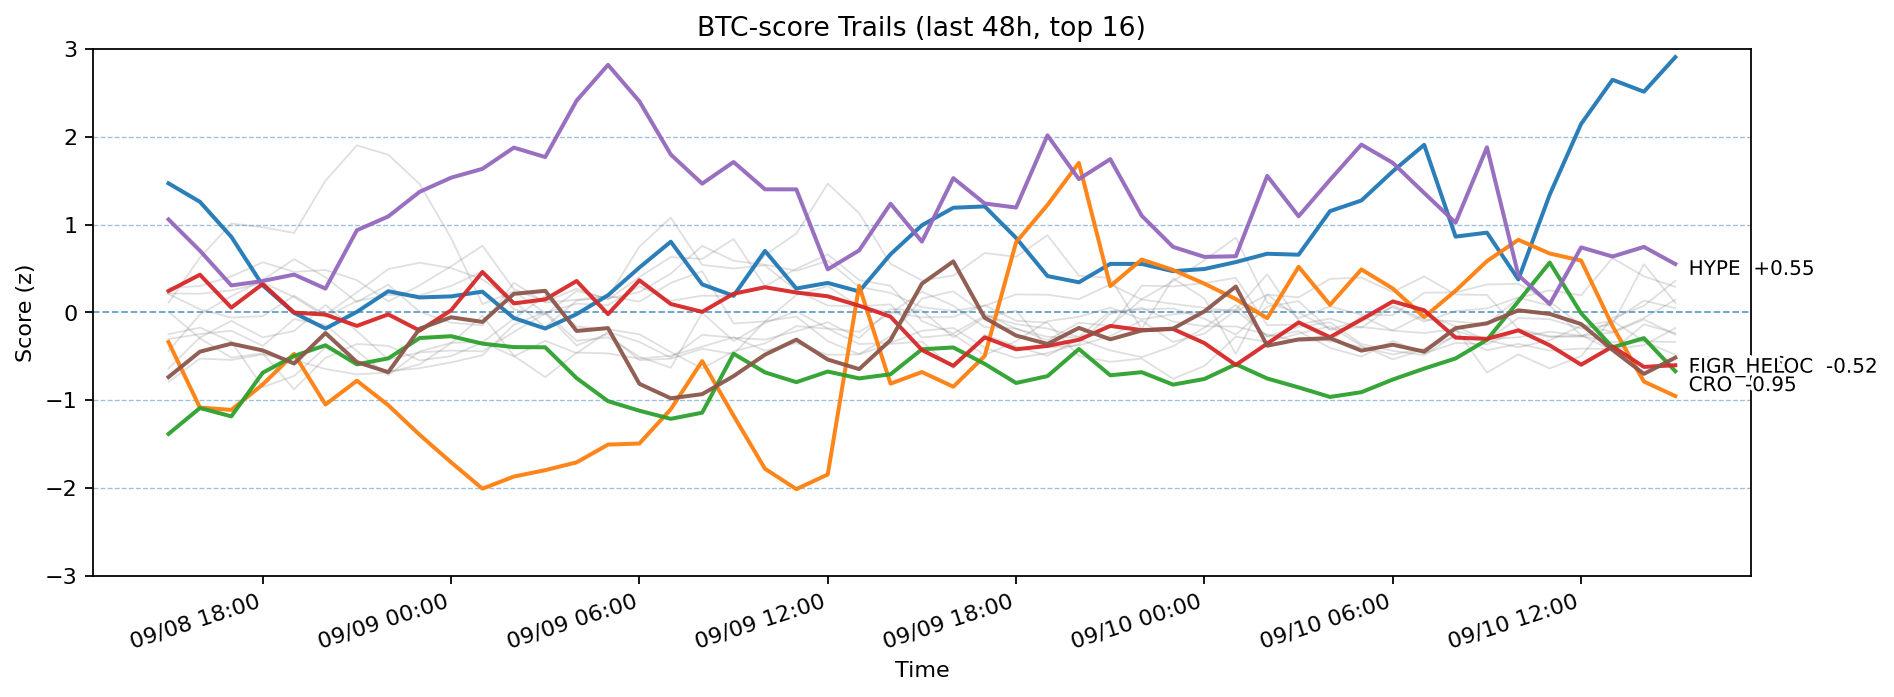 BTC-score Trails (last 48h, top 16)
Score (z)
3
2
1
0
−1
−2
−3
HYPE +0.55
FIGR_HELOC -0.52
CRO -0.95
09/08 18:00
09/09 00:00
09/09 06:00
09/09 12:00
09/09 18:00
09/10 00:00
09/10 06:00
09/10 12:00
Time